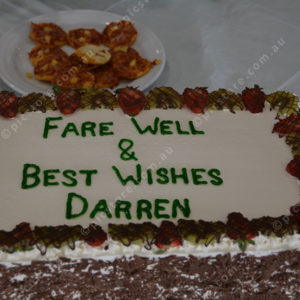 FARE WELL
&
BEST WISHES
DARREN